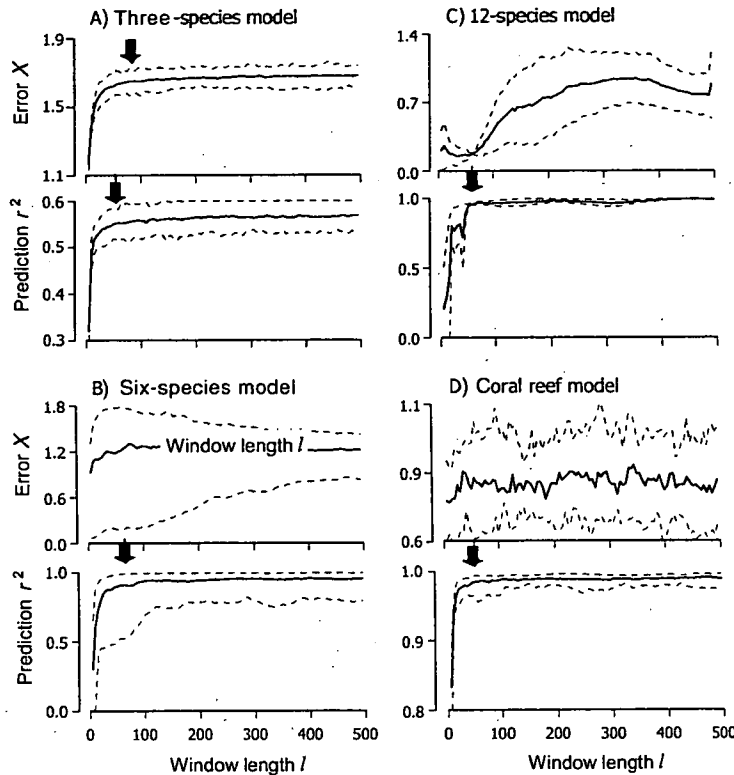 A) Three-species model
Error X
1.9
1.5
1.1
Prediction r²
0.6
0.5
0.3
B) Six-species model
Error X
1.8
1.2
0.6
0.0
Window length l
Prediction r²
1.0
0.5
0.0
0 100 200 300 400 500
Window length l
C) 12-species model
1.4
0.7
0.0
1.0
0.5
0.0
D) Coral reef model
1.1
0.9
0.6
1.0
0.9
0.8
0 100 200 300 400 500
Window length l